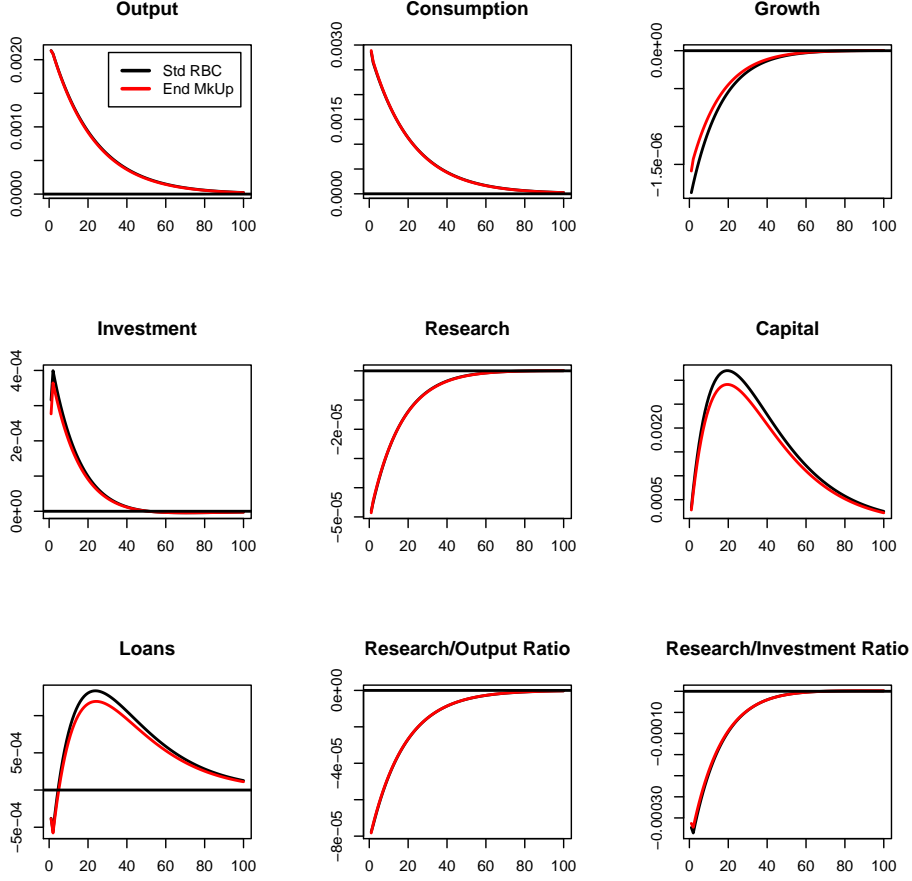 Output
Consumption
Growth
Std RBC
End MkUp
0.0000
0.0010
0.0020
0 20 40 60 80 100
0.0000
0.0015
0.0030
0 20 40 60 80 100
−1.5e−06
0.0e+00
0 20 40 60 80 100
Investment
Research
Capital
0e+00
2e−04
4e−04
0 20 40 60 80 100
−5e−05
−2e−05
0 20 40 60 80 100
0.0005
0.0020
0 20 40 60 80 100
Loans
Research/Output Ratio
Research/Investment Ratio
−5e−04
5e−04
0 20 40 60 80 100
−8e−05
−4e−05
0e+00
0 20 40 60 80 100
−0.00030
−0.00010
0 20 40 60 80 100